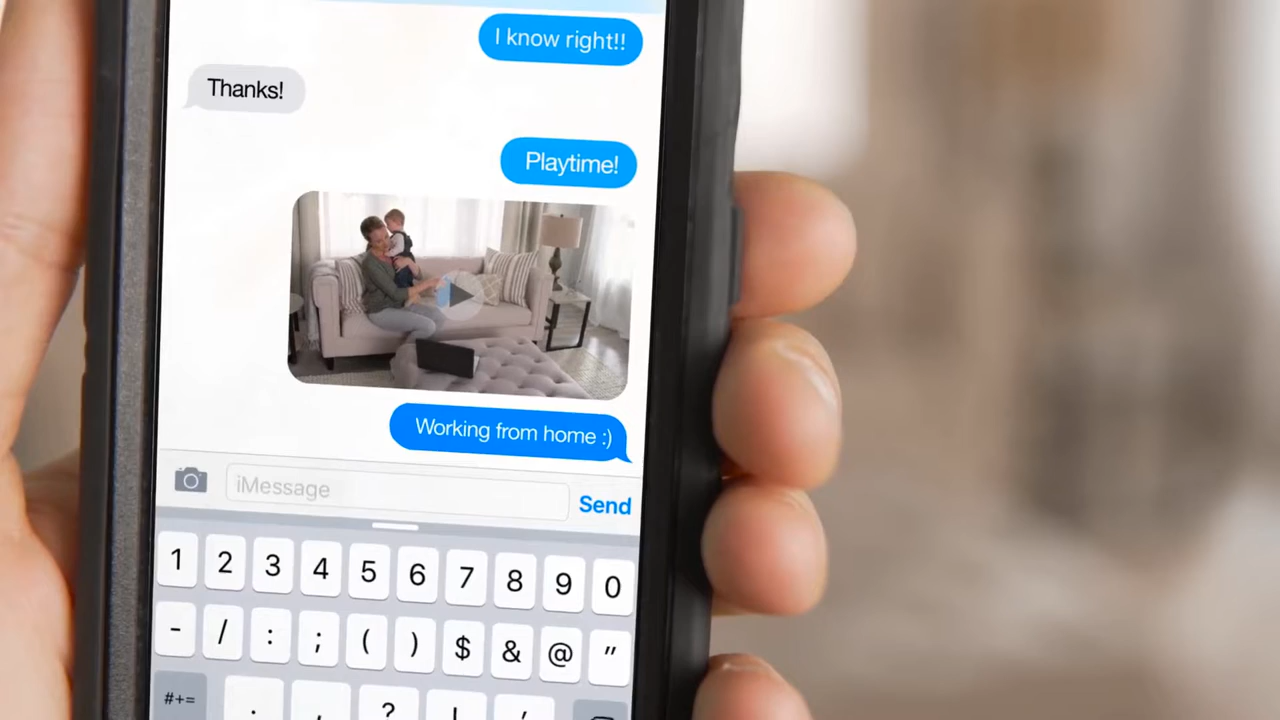 I know right!!
Thanks!
Playtime!
Working from home :)
iMessage
Send
1 2 3 4 5 6 7 8 9 0
- / : ; ( ) $ & @ "
#+= . , ? ! ’